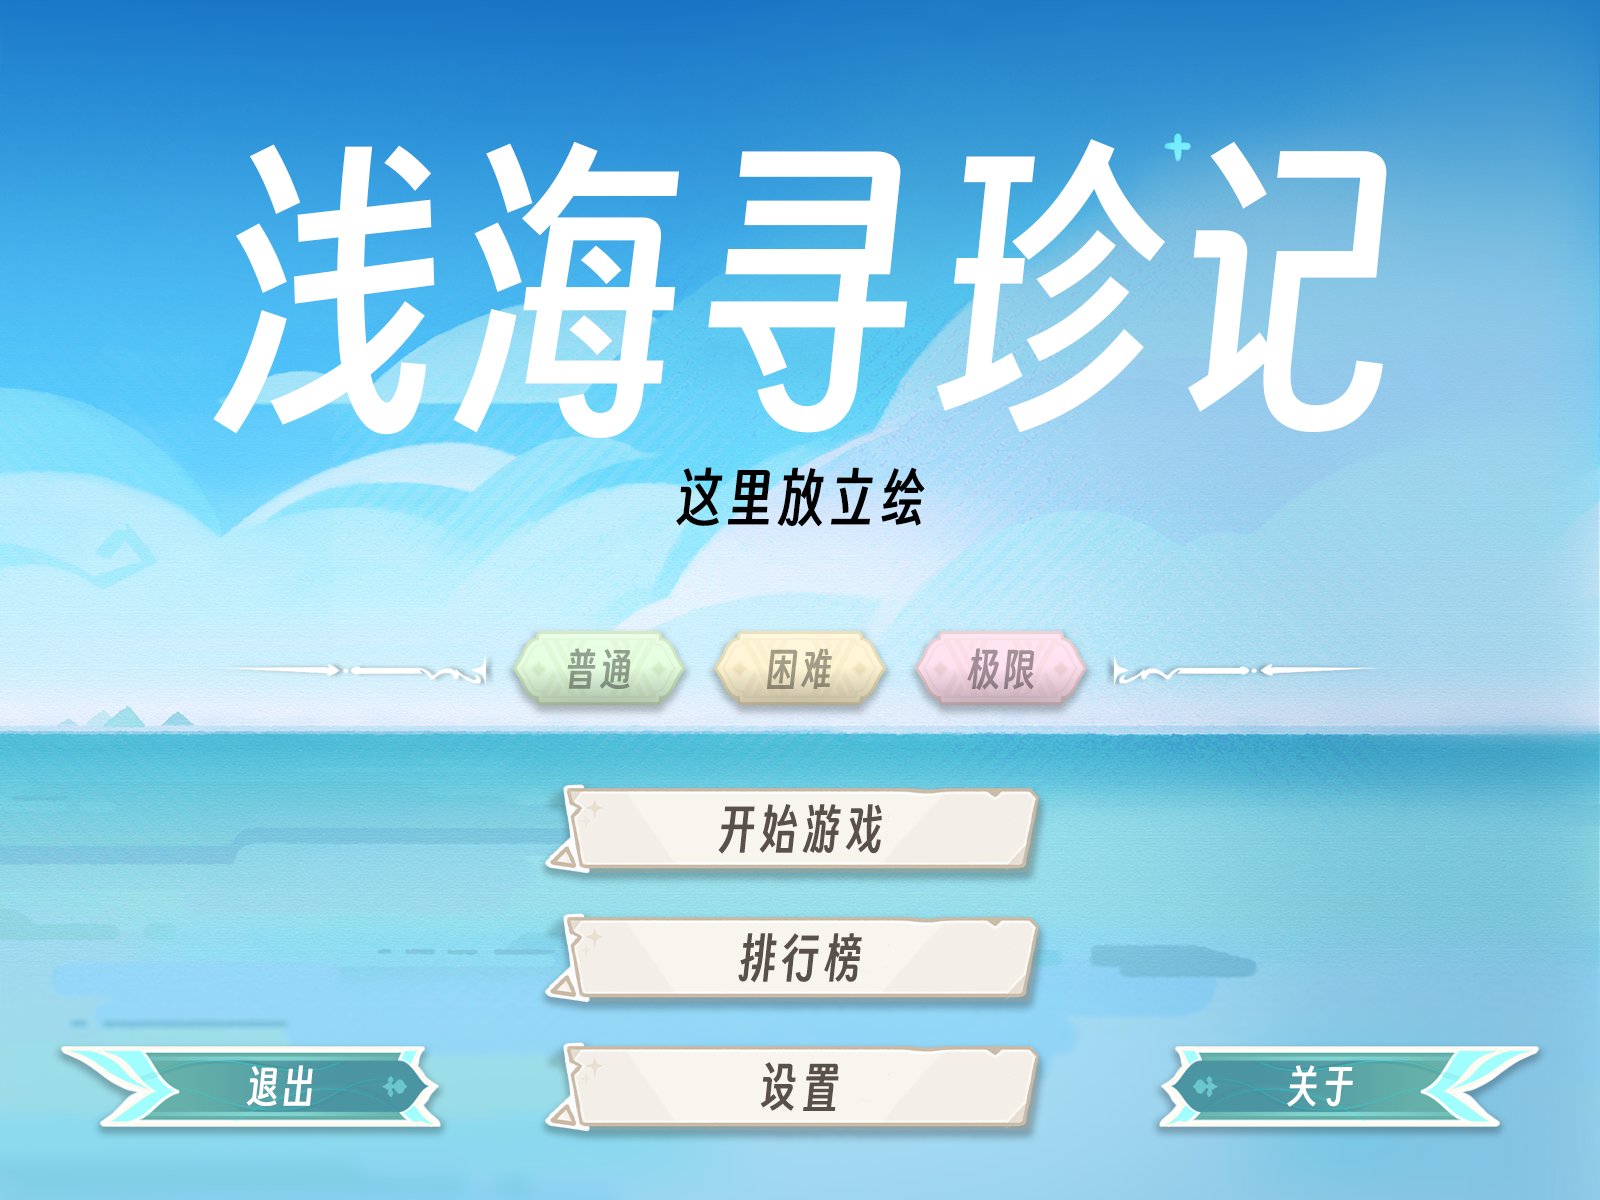 浅海寻珍记
这里放立绘
普通 困难 极限
开始游戏
排行榜
退出 设置 关于